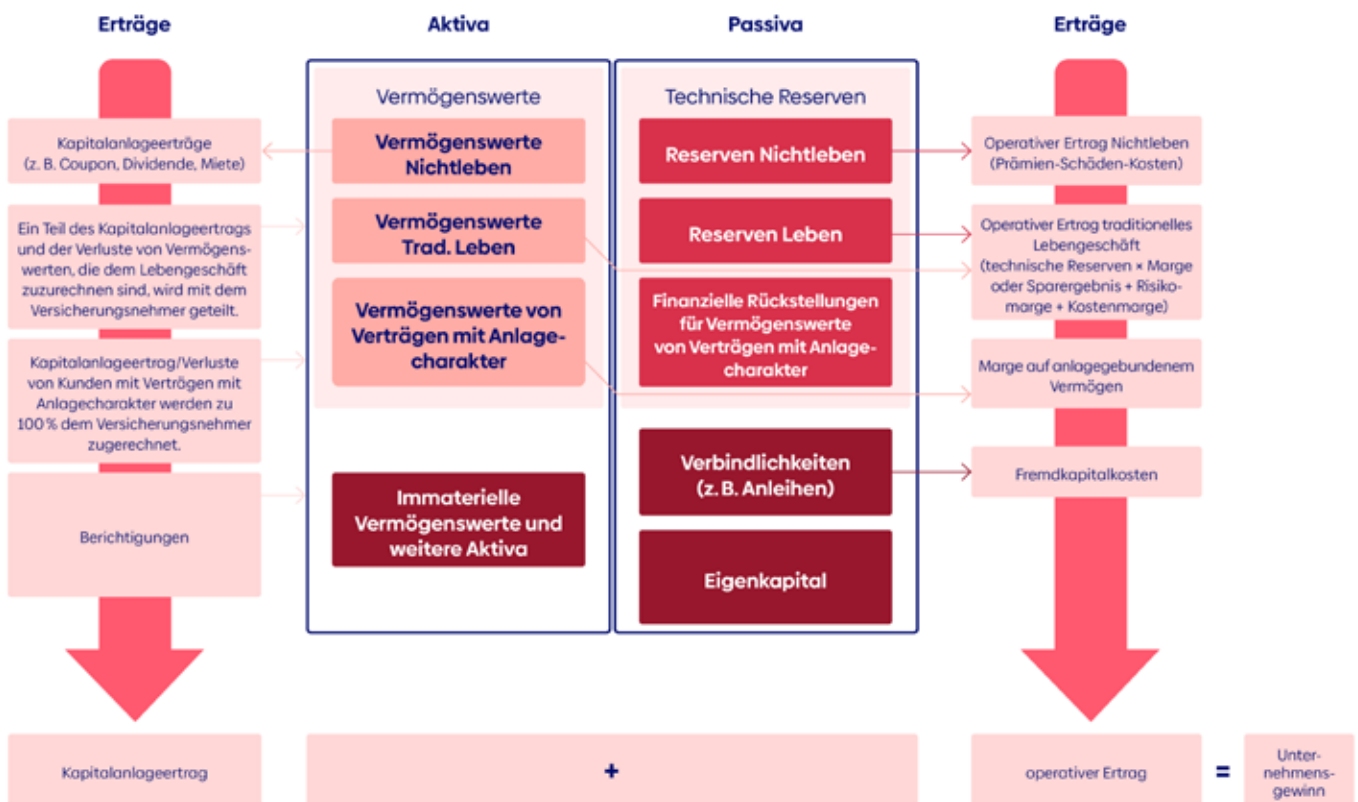 Erträge
Aktiva
Passiva
Erträge
Vermögenswerte
Technische Reserven
Kapitalanlageerträge
(z. B. Coupon, Dividende, Miete)
Vermögenswerte
Nichtleben
Reserven Nichtleben
Operativer Ertrag Nichtleben
(Prämien-Schäden-Kosten)
Ein Teil des Kapitalanlageertrags
und der Verluste von Vermögens-
werten, die dem Lebengeschäft
zuzurechnen sind, wird mit dem
Versicherungsnehmer geteilt.
Vermögenswerte
Trad. Leben
Reserven Leben
Operativer Ertrag traditionelles
Lebengeschäft
(technische Reserven × Marge
oder Sparergebnis + Risiko-
marge + Kostenmarge)
Vermögenswerte von
Verträgen mit Anlage-
charakter
Finanzielle Rückstellungen
für Vermögenswerte
von Verträgen mit Anlage-
charakter
Kapitalanlageertrag/Verluste
von Kunden mit Verträgen mit
Anlagecharakter werden zu
100 % dem Versicherungsnehmer
zugerechnet.
Marge auf anlagegebundenem
Vermögen
Verbindlichkeiten
(z. B. Anleihen)
Fremdkapitalkosten
Berichtigungen
Immaterielle
Vermögenswerte und
weitere Aktiva
Eigenkapital
Kapitalanlageertrag
+
operativer Ertrag
=
Unter-
nehmens-
gewinn